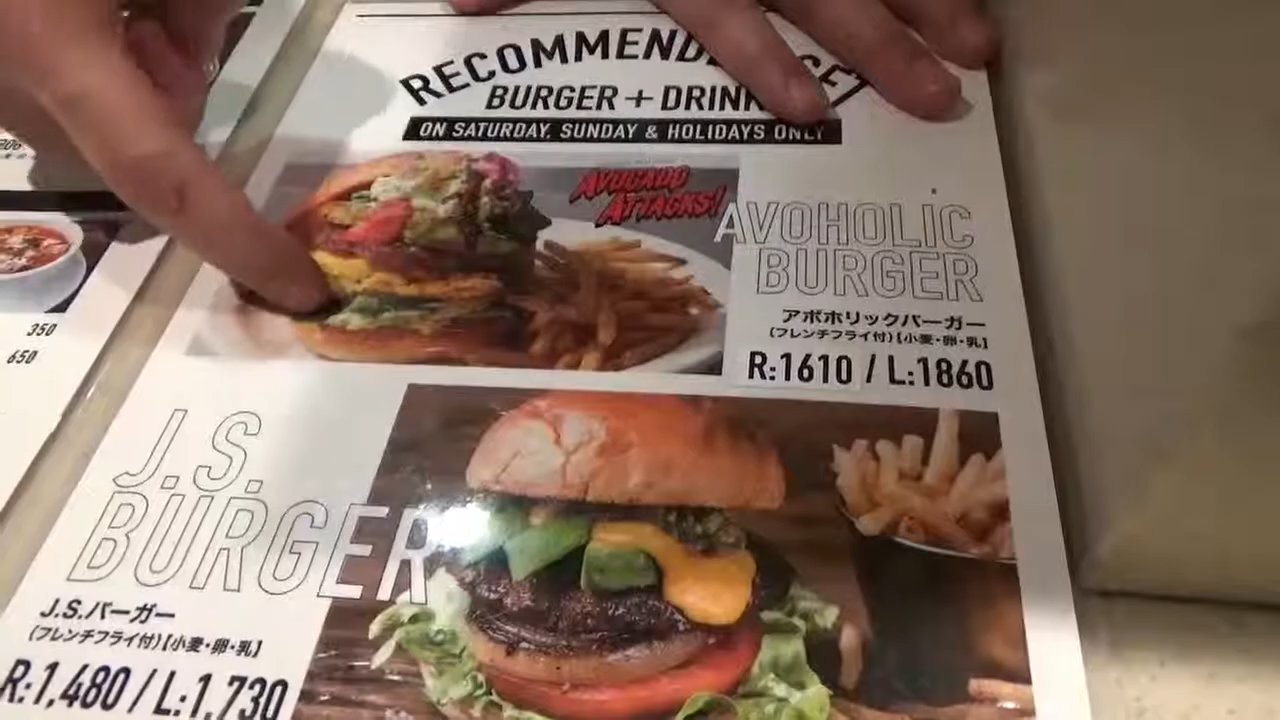 RECOMMENDED SET
BURGER + DRINK
ON SATURDAY, SUNDAY & HOLIDAYS ONLY
AVOCADO
ATTACKS!
AVOHOLIC
BURGER
アボホリックバーガー
(フレンチフライ付)【小麦・卵・乳】
R:1610 / L:1860
350
650
J.S.
BURGER
J.S.バーガー
(フレンチフライ付)【小麦・卵・乳】
R:1,480 / L:1,730